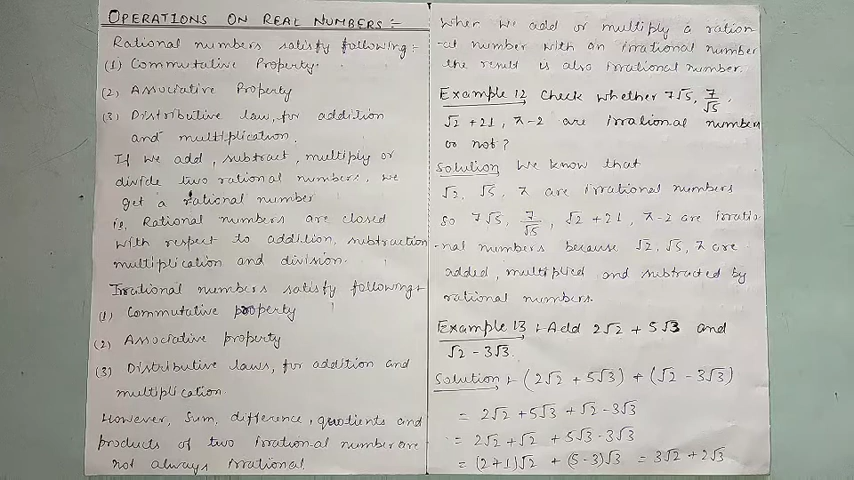 OPERATIONS ON REAL NUMBERS :-
Rational numbers satisfy following :-
(1) Commutative Property.
(2) Associative Property
(3) Distributive law, for addition
and multiplication.
If we add, subtract, multiply or
divide two rational numbers, we
get a rational number
ie, Rational numbers are closed
with respect to addition, subtraction
multiplication and division.
Irrational numbers satisfy following :-
(1) Commutative property
(2) Associative property
(3) Distributive laws, for addition and
multiplication.
However, Sum, difference, quotients and
products of two irration-al number are
not always irrational.
When we add or multiply a ration
-al number with an irrational number
the result is also irrational number.
Example 12 Check whether 7√5, 7/√5,
√2 + 21, π - 2 are irrational numbers
or not?
Solution We know that
√2, √5, π are irrational numbers
so 7√5, 7/√5, √2 + 21, π - 2 are irratio
-nal numbers because √2, √5, π are
added, multiplied and subtracted by
rational numbers.
Example 13 :- Add 2√2 + 5√3 and
√2 - 3√3.
Solution :- (2√2 + 5√3) + (√2 - 3√3)
= 2√2 + 5√3 + √2 - 3√3
= 2√2 + √2 + 5√3 - 3√3
= (2+1)√2 + (5-3)√3 = 3√2 + 2√3